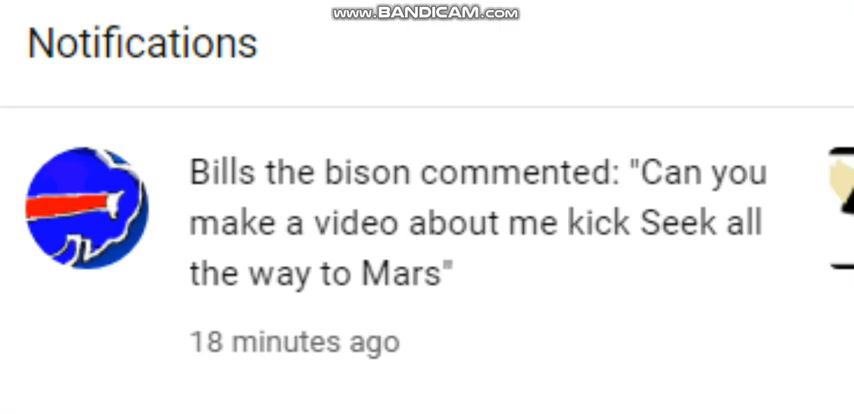 www.BANDICAM.com
Notifications
Bills the bison commented: "Can you
make a video about me kick Seek all
the way to Mars"
18 minutes ago